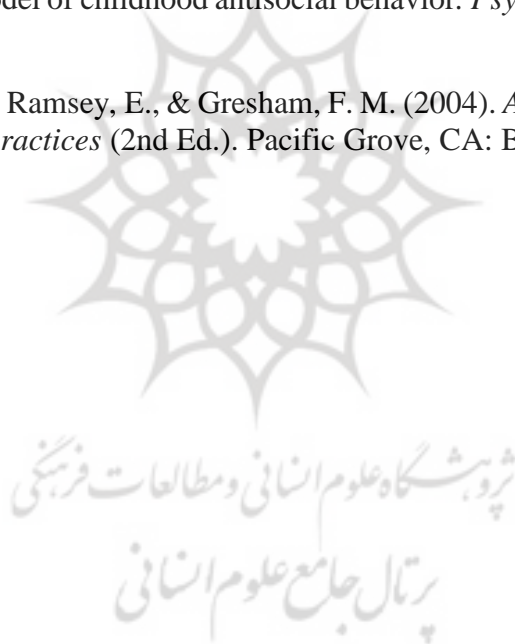 odel of childhood antisocial behavior. Psy
Ramsey, E., & Gresham, F. M. (2004). A
ractices (2nd Ed.). Pacific Grove, CA: B
پژوهشگاه علوم انسانی و مطالعات فرهنگی
پرتال جامع علوم انسانی